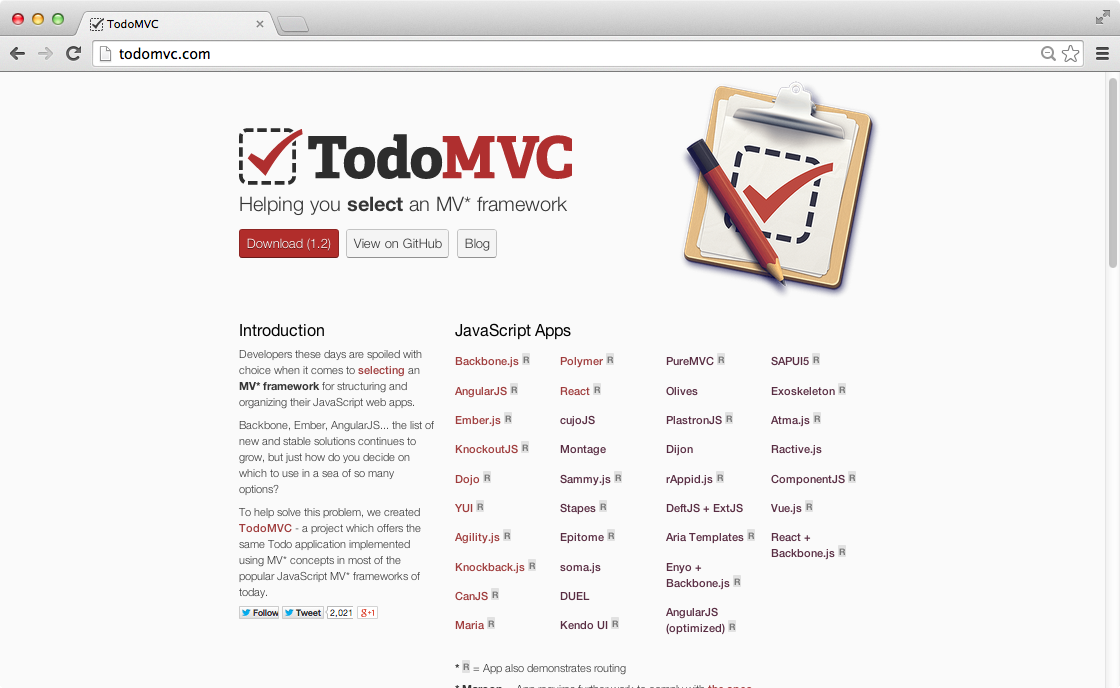 TodoMVC
todomvc.com
TodoMVC
Helping you select an MV* framework
Download (1.2)
View on GitHub
Blog
Introduction
Developers these days are spoiled with
choice when it comes to selecting an
MV* framework for structuring and
organizing their JavaScript web apps.
Backbone, Ember, AngularJS... the list of
new and stable solutions continues to
grow, but just how do you decide on
which to use in a sea of so many
options?
To help solve this problem, we created
TodoMVC - a project which offers the
same Todo application implemented
using MV* concepts in most of the
popular JavaScript MV* frameworks of
today.
Follow
Tweet
2,021
g+1
JavaScript Apps
Backbone.js R
AngularJS R
Ember.js R
KnockoutJS R
Dojo R
YUI R
Agility.js R
Knockback.js R
CanJS R
Maria R
Polymer R
React R
cujoJS
Montage
Sammy.js R
Stapes R
Epitome R
soma.js
DUEL
Kendo UI R
PureMVC R
Olives
PlastronJS R
Dijon
rAppid.js R
DeftJS + ExtJS
Aria Templates R
Enyo +
Backbone.js R
AngularJS
(optimized) R
SAPUI5 R
Exoskeleton R
Atma.js R
Ractive.js
ComponentJS R
Vue.js R
React +
Backbone.js R
* R = App also demonstrates routing